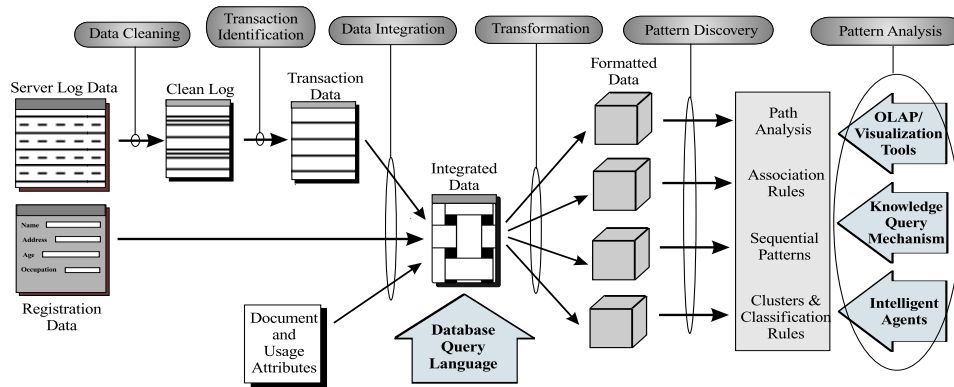 Data Cleaning
Transaction
Identification
Data Integration
Transformation
Pattern Discovery
Pattern Analysis
Server Log Data
Clean Log
Transaction
Data
Integrated
Data
Formatted
Data
Path
Analysis
Association
Rules
Sequential
Patterns
Clusters &
Classification
Rules
OLAP/
Visualization
Tools
Knowledge
Query
Mechanism
Intelligent
Agents
Name
Address
Age
Occupation
Registration
Data
Document
and
Usage
Attributes
Database
Query
Language